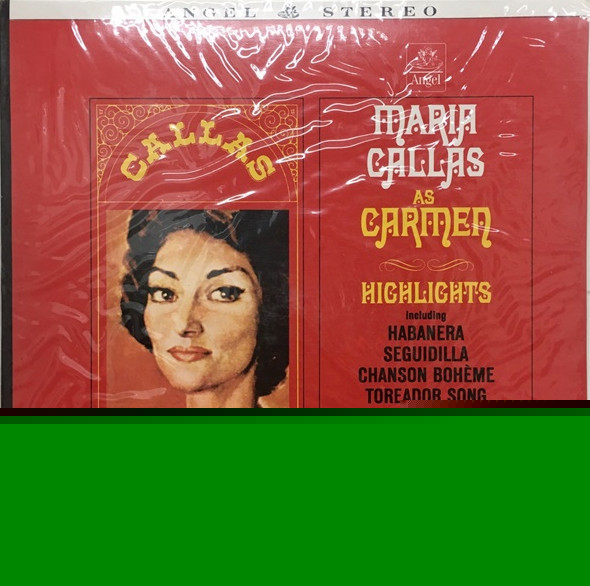 ANGEL STEREO
Angel
CALLAS
MARIA
CALLAS
AS
CARMEN
HIGHLIGHTS
including
HABANERA
SEGUIDILLA
CHANSON BOHÈME
TOREADOR SONG